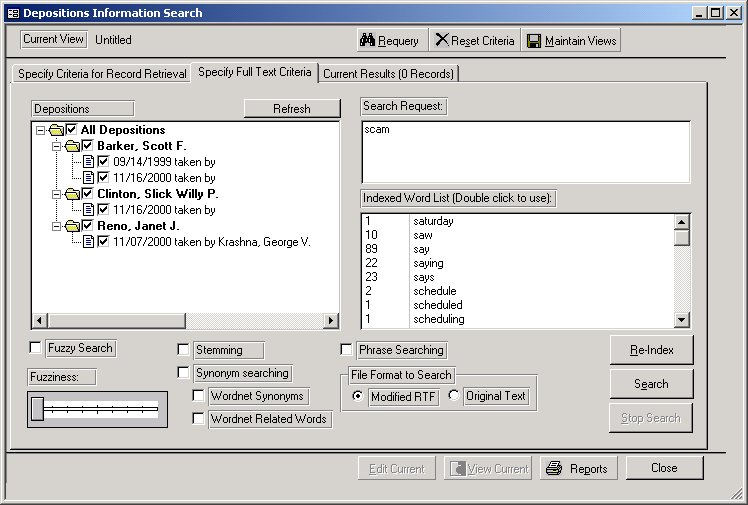 Depositions Information Search
Current View Untitled Requery Reset Criteria Maintain Views
Specify Criteria for Record Retrieval Specify Full Text Criteria Current Results (0 Records)
Depositions Refresh
All Depositions
Barker, Scott F.
09/14/1999 taken by
11/16/2000 taken by
Clinton, Slick Willy P.
11/16/2000 taken by
Reno, Janet J.
11/07/2000 taken by Krashna, George V.
Search Request:
scam
Indexed Word List (Double click to use):
1 saturday
10 saw
89 say
22 saying
23 says
2 schedule
1 scheduled
1 scheduling
Fuzzy Search
Fuzziness:
Stemming
Synonym searching
Wordnet Synonyms
Wordnet Related Words
Phrase Searching
File Format to Search
Modified RTF Original Text
Re-Index
Search
Stop Search
Edit Current View Current Reports Close